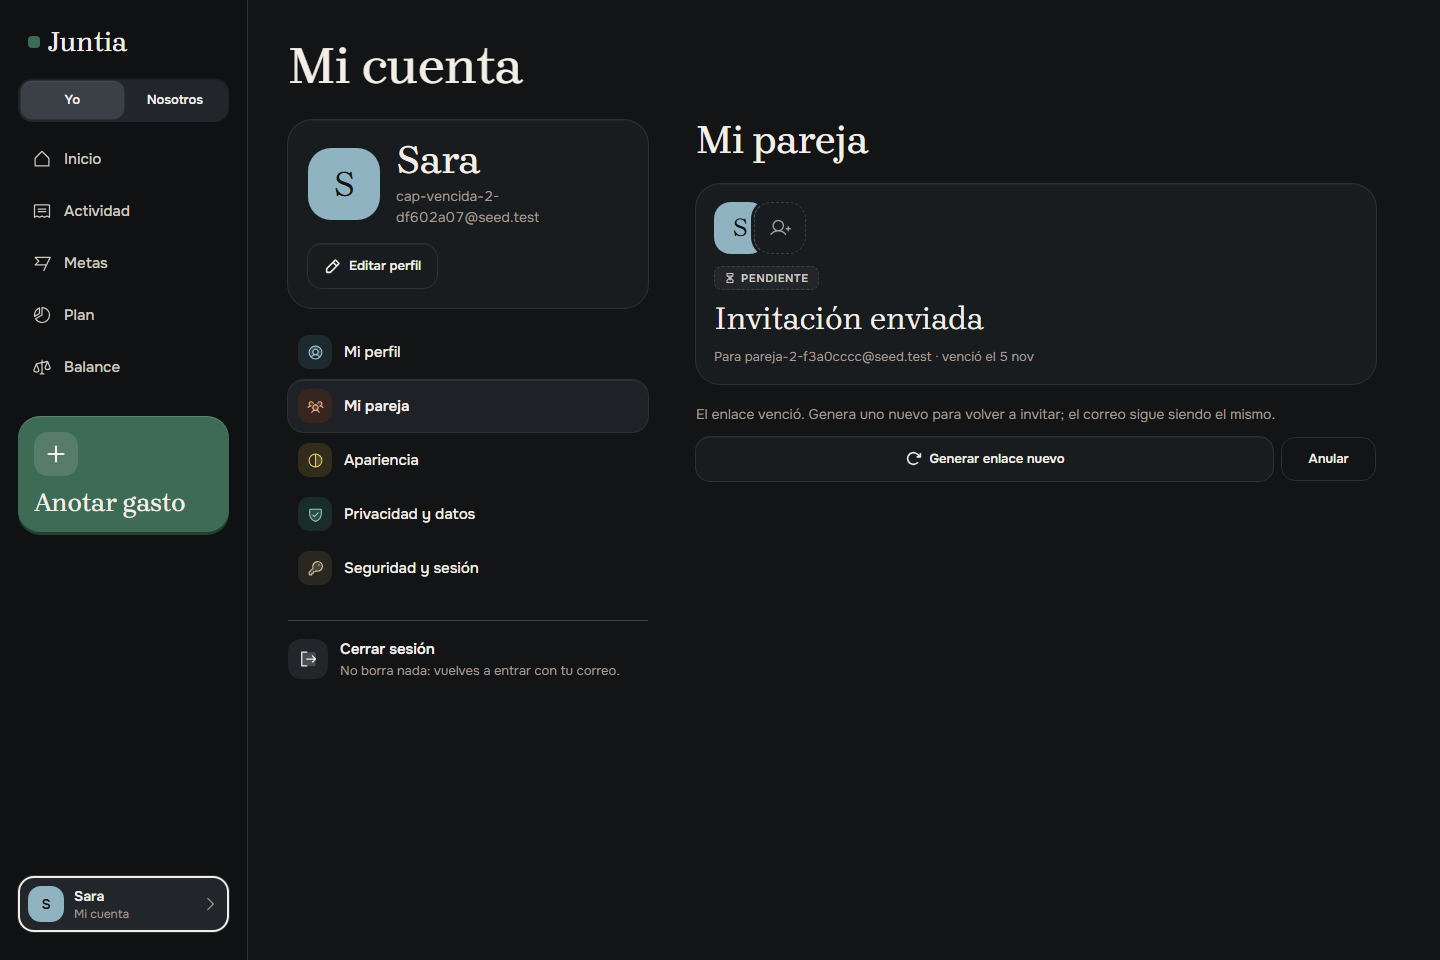 Juntia
Yo
Nosotros
Inicio
Actividad
Metas
Plan
Balance
Anotar gasto
S
Sara
Mi cuenta
Mi cuenta
S
Sara
cap-vencida-2-
df602a07@seed.test
Editar perfil
Mi perfil
Mi pareja
Apariencia
Privacidad y datos
Seguridad y sesión
Cerrar sesión
No borra nada: vuelves a entrar con tu correo.
Mi pareja
S
PENDIENTE
Invitación enviada
Para pareja-2-f3a0cccc@seed.test · venció el 5 nov
El enlace venció. Genera uno nuevo para volver a invitar; el correo sigue siendo el mismo.
Generar enlace nuevo
Anular